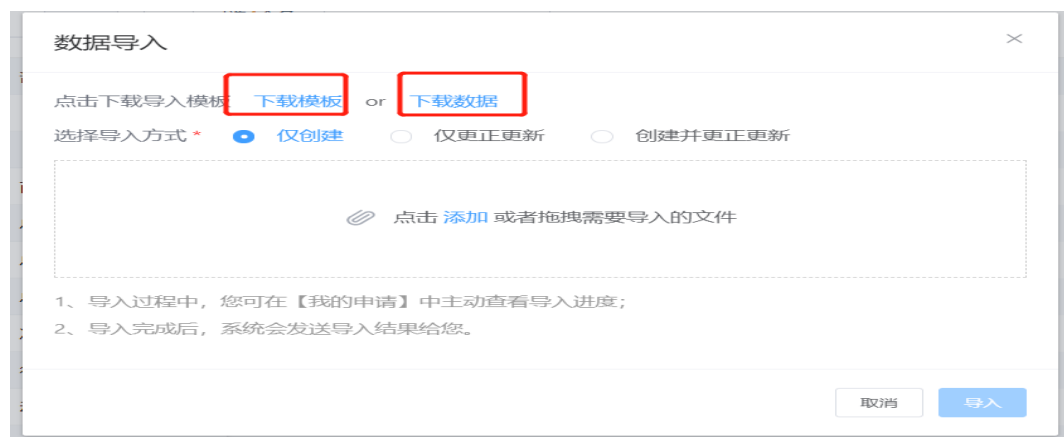 数据导入
点击下载导入模板 下载模板 or 下载数据
选择导入方式 * 仅创建 仅更正更新 创建并更正更新
点击 添加 或者拖拽需要导入的文件
1、导入过程中，您可在【我的申请】中主动查看导入进度；
2、导入完成后，系统会发送导入结果给您。
取消 导入